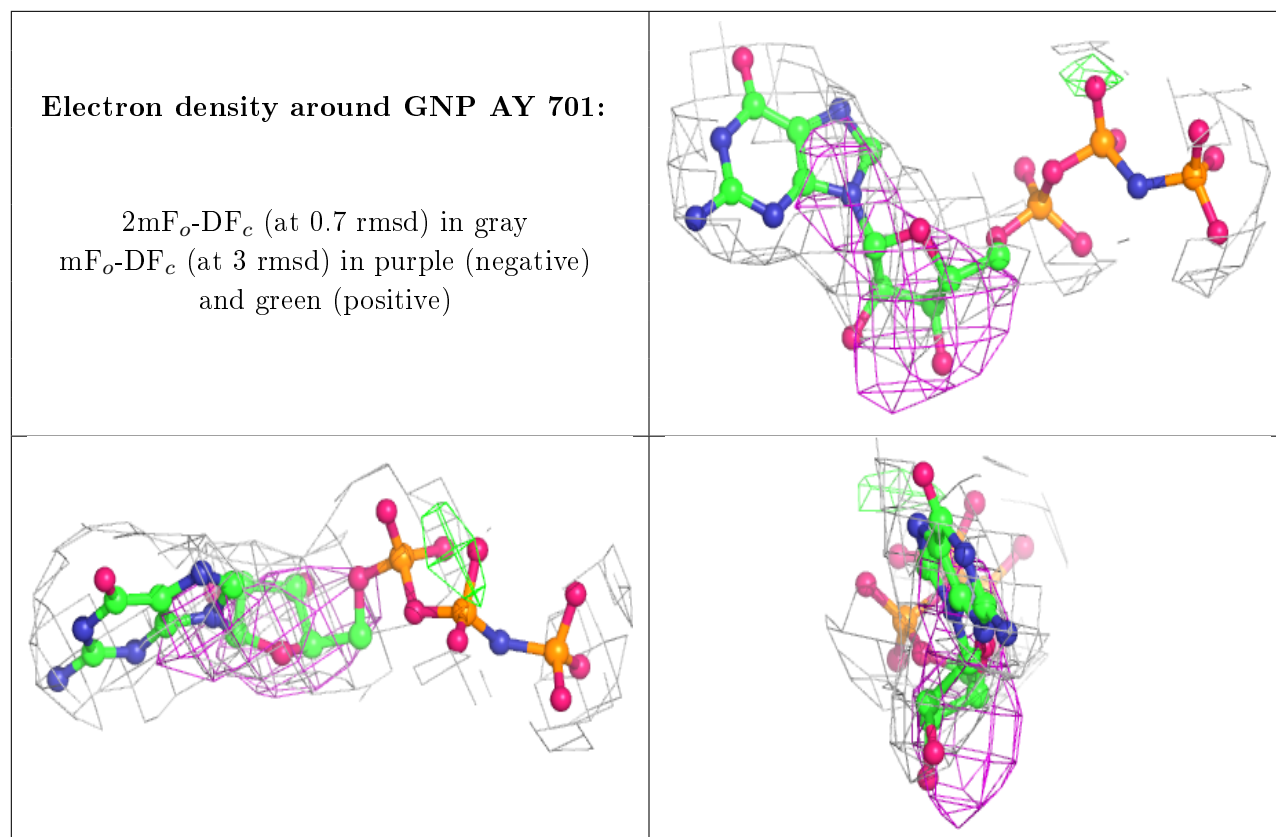 Electron density around GNP AY 701:
2mFₒ-DF𝒸 (at 0.7 rmsd) in gray
mFₒ-DF𝒸 (at 3 rmsd) in purple (negative)
and green (positive)